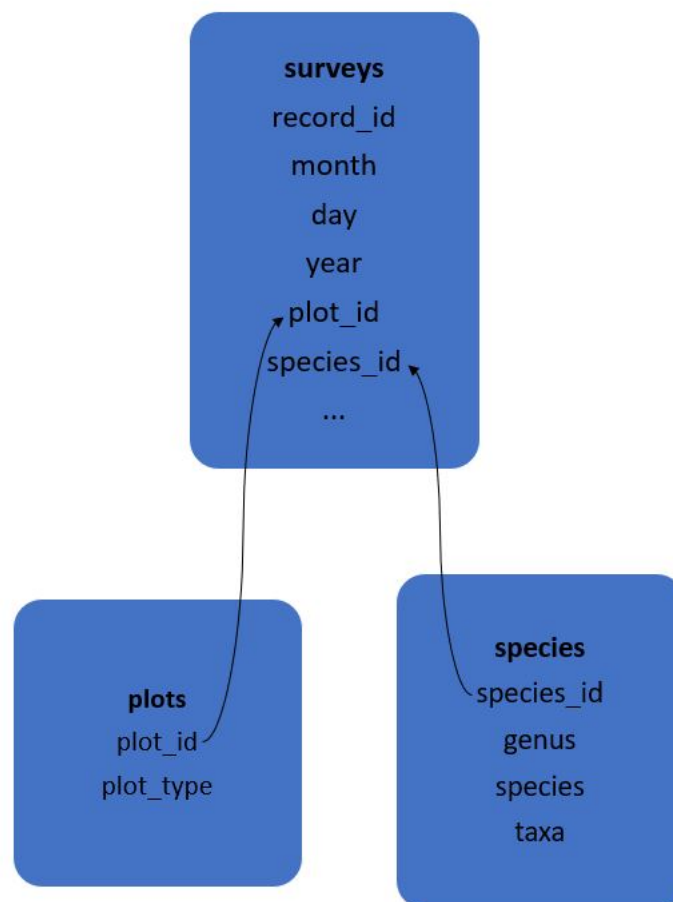 surveys
record_id
month
day
year
plot_id
species_id
...
plots
plot_id
plot_type
species
species_id
genus
species
taxa